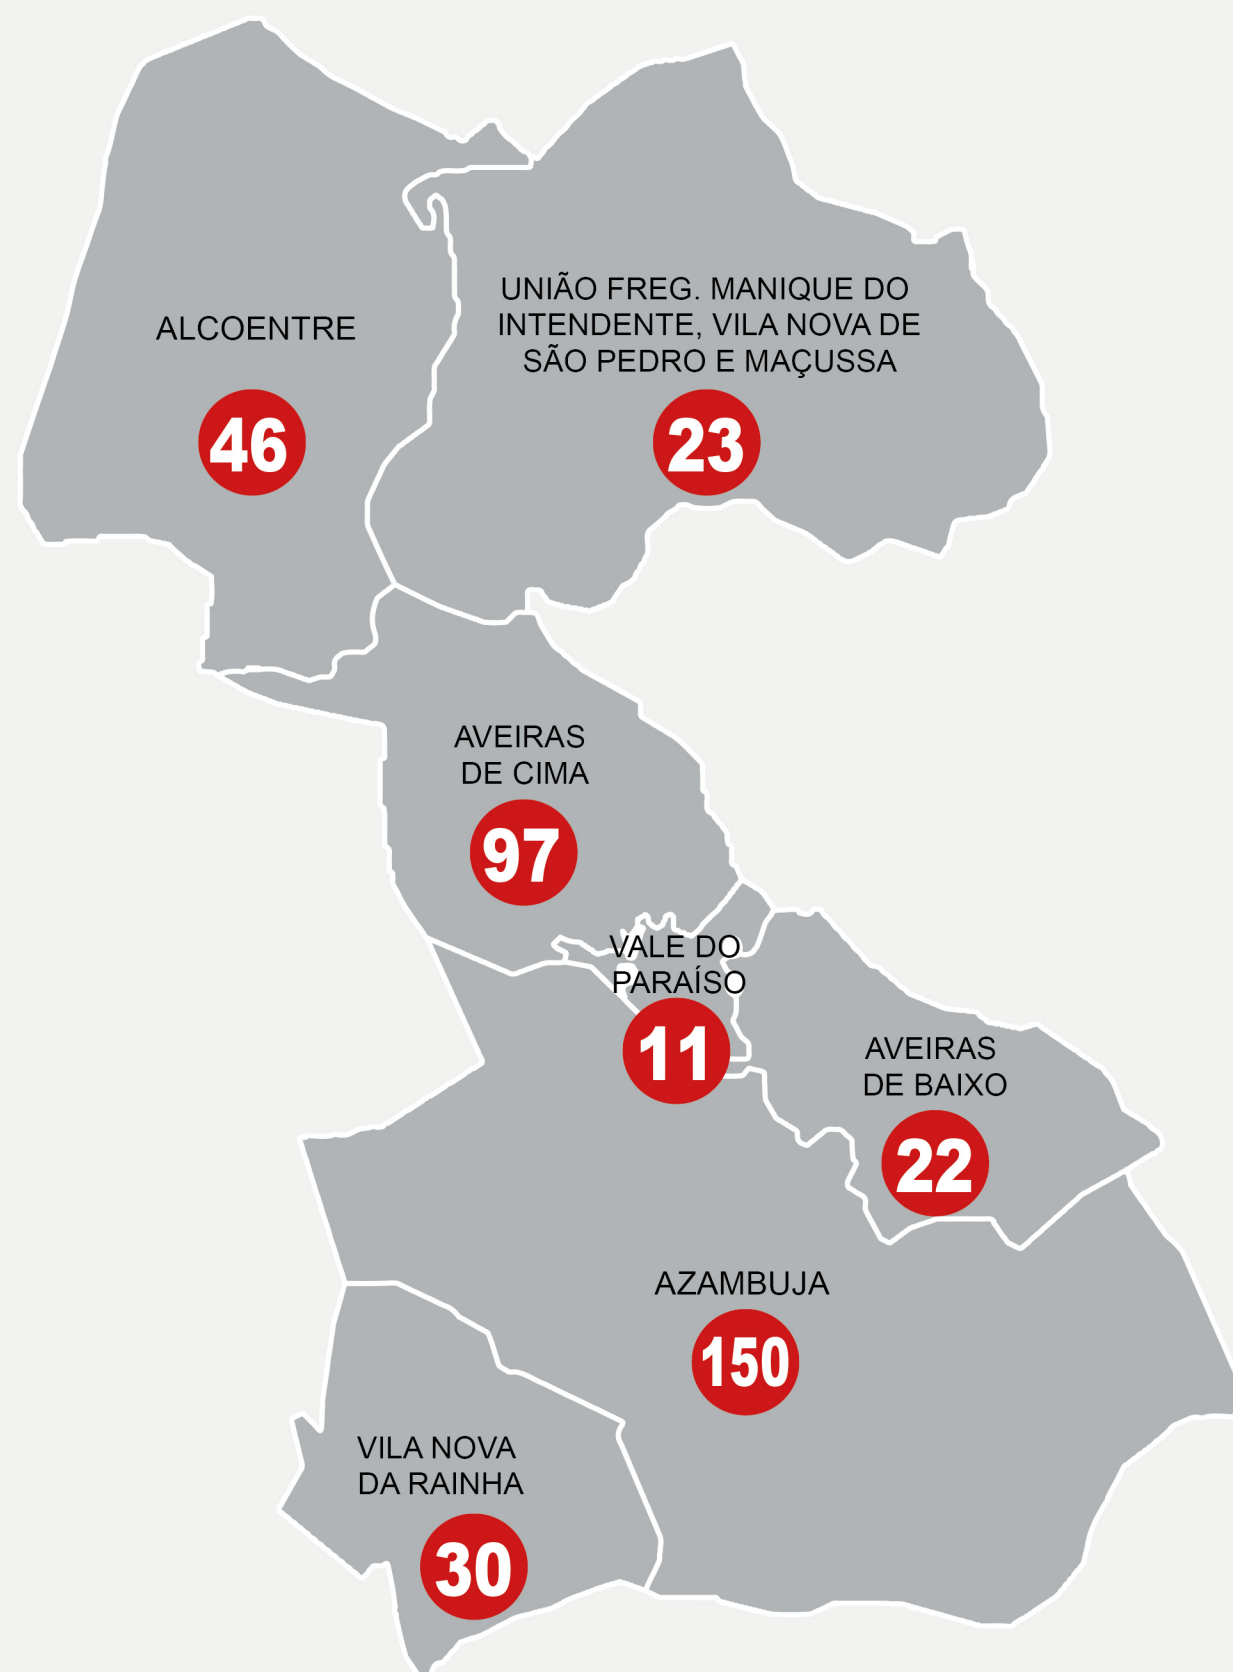 ALCOENTRE
46
UNIÃO FREG. MANIQUE DO
INTENDENTE, VILA NOVA DE
SÃO PEDRO E MAÇUSSA
23
AVEIRAS
DE CIMA
97
VALE DO
PARAÍSO
11
AVEIRAS
DE BAIXO
22
AZAMBUJA
150
VILA NOVA
DA RAINHA
30